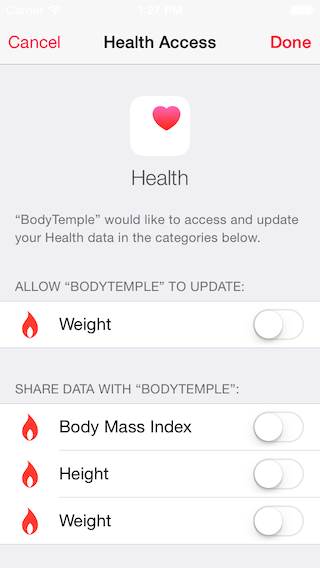 Carrier 1:27 PM
Cancel Health Access Done
Health
“BodyTemple” would like to access and update
your Health data in the categories below.
ALLOW “BODYTEMPLE” TO UPDATE:
Weight
SHARE DATA WITH “BODYTEMPLE”:
Body Mass Index
Height
Weight